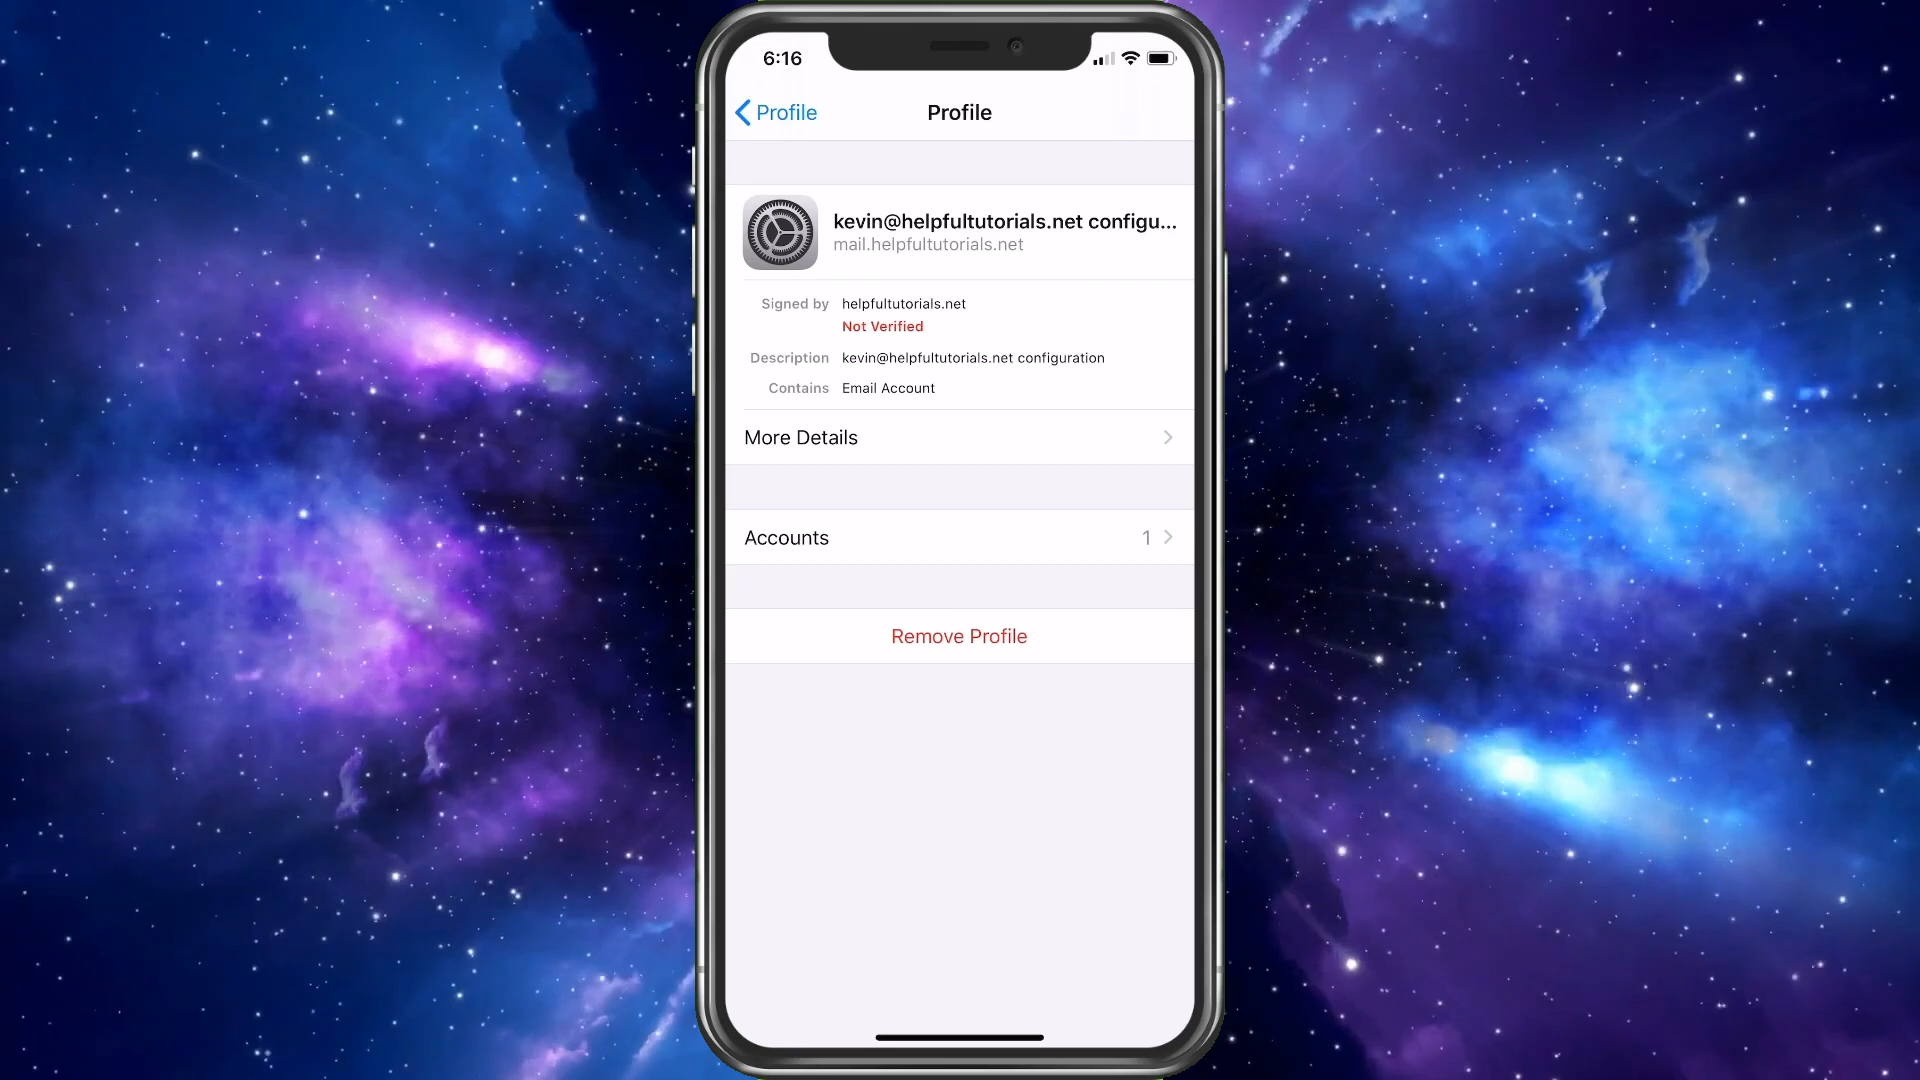 6:16
Profile
Profile
kevin@helpfultutorials.net configu...
mail.helpfultutorials.net
Signed by helpfultutorials.net
Not Verified
Description kevin@helpfultutorials.net configuration
Contains Email Account
More Details
Accounts 1
Remove Profile